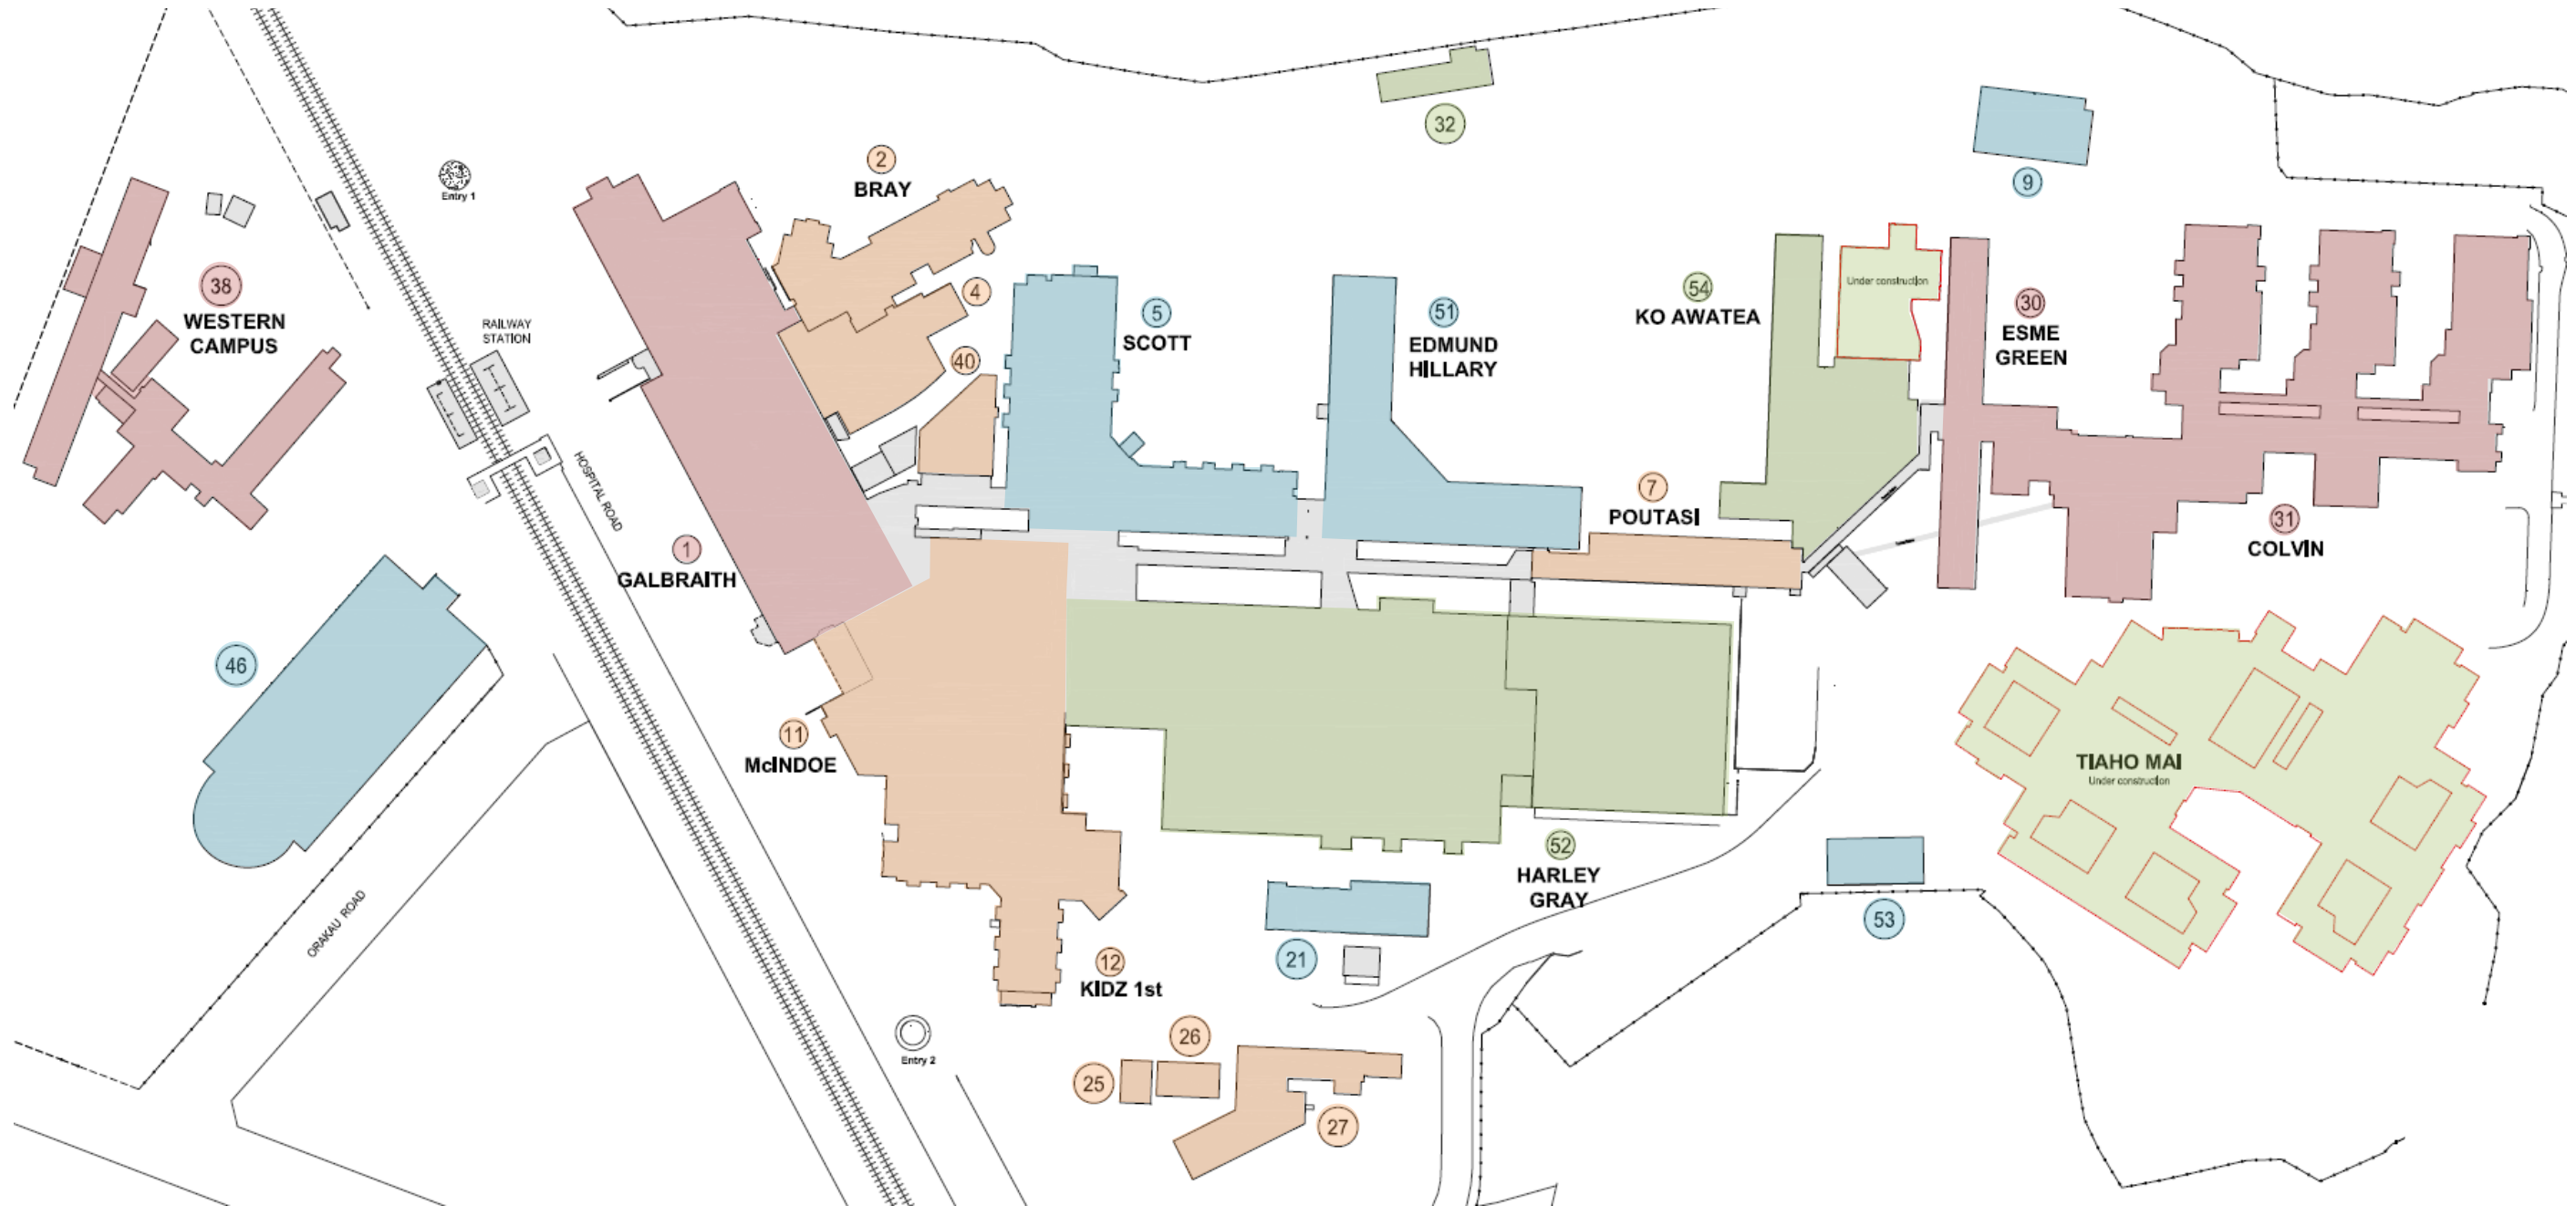 32
9
2
BRAY
Entry 1
38
WESTERN
CAMPUS
4
5
SCOTT
51
EDMUND
HILLARY
54
KO AWATEA
Under construction
30
ESME
GREEN
RAILWAY
STATION
40
HOSPITAL ROAD
7
POUTASI
31
COLVIN
1
GALBRAITH
46
11
McINDOE
TIAHO MAI
Under construction
52
HARLEY
GRAY
53
ORAKAU ROAD
21
12
KIDZ 1st
Entry 2
26
25
27